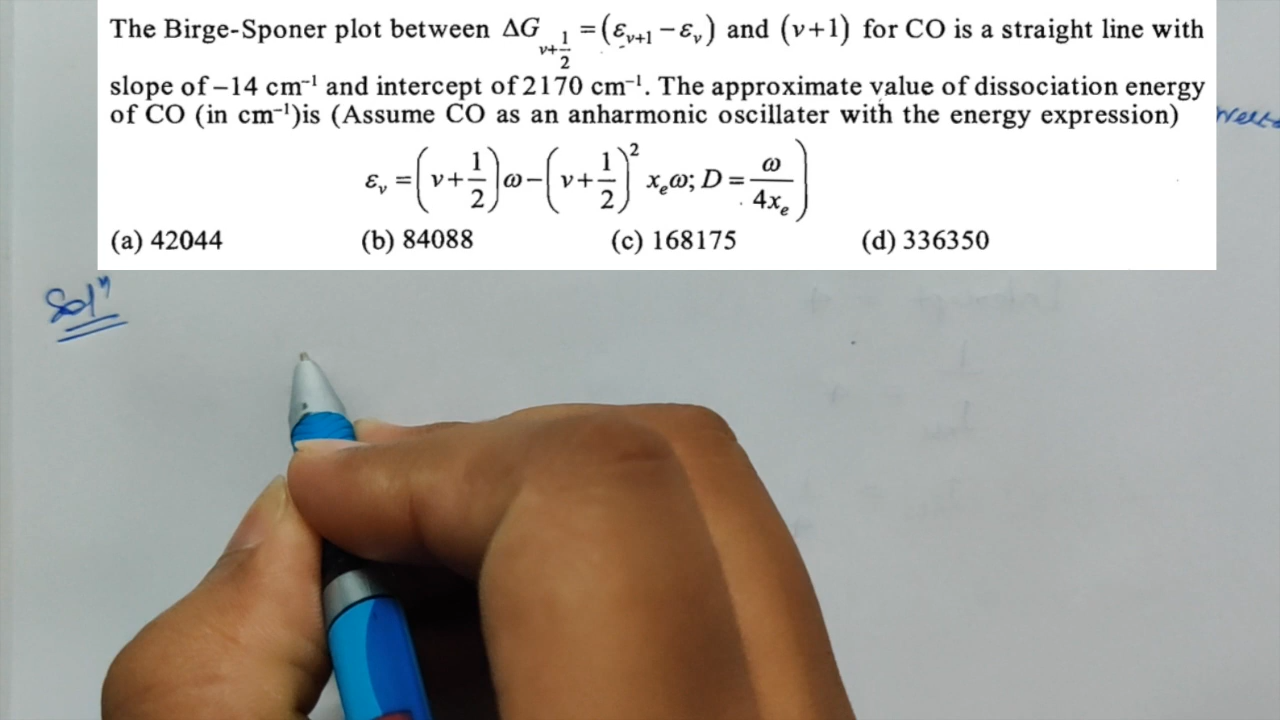 The Birge-Sponer plot between ΔG_{v+1/2} = (ε_{v+1} − ε_v) and (v+1) for CO is a straight line with
slope of −14 cm⁻¹ and intercept of 2170 cm⁻¹. The approximate value of dissociation energy
of CO (in cm⁻¹)is (Assume CO as an anharmonic oscillater with the energy expression)
ε_v = (v+1/2)ω − (v+1/2)² x_eω; D = ω/4x_e)
(a) 42044 (b) 84088 (c) 168175 (d) 336350
Solⁿ